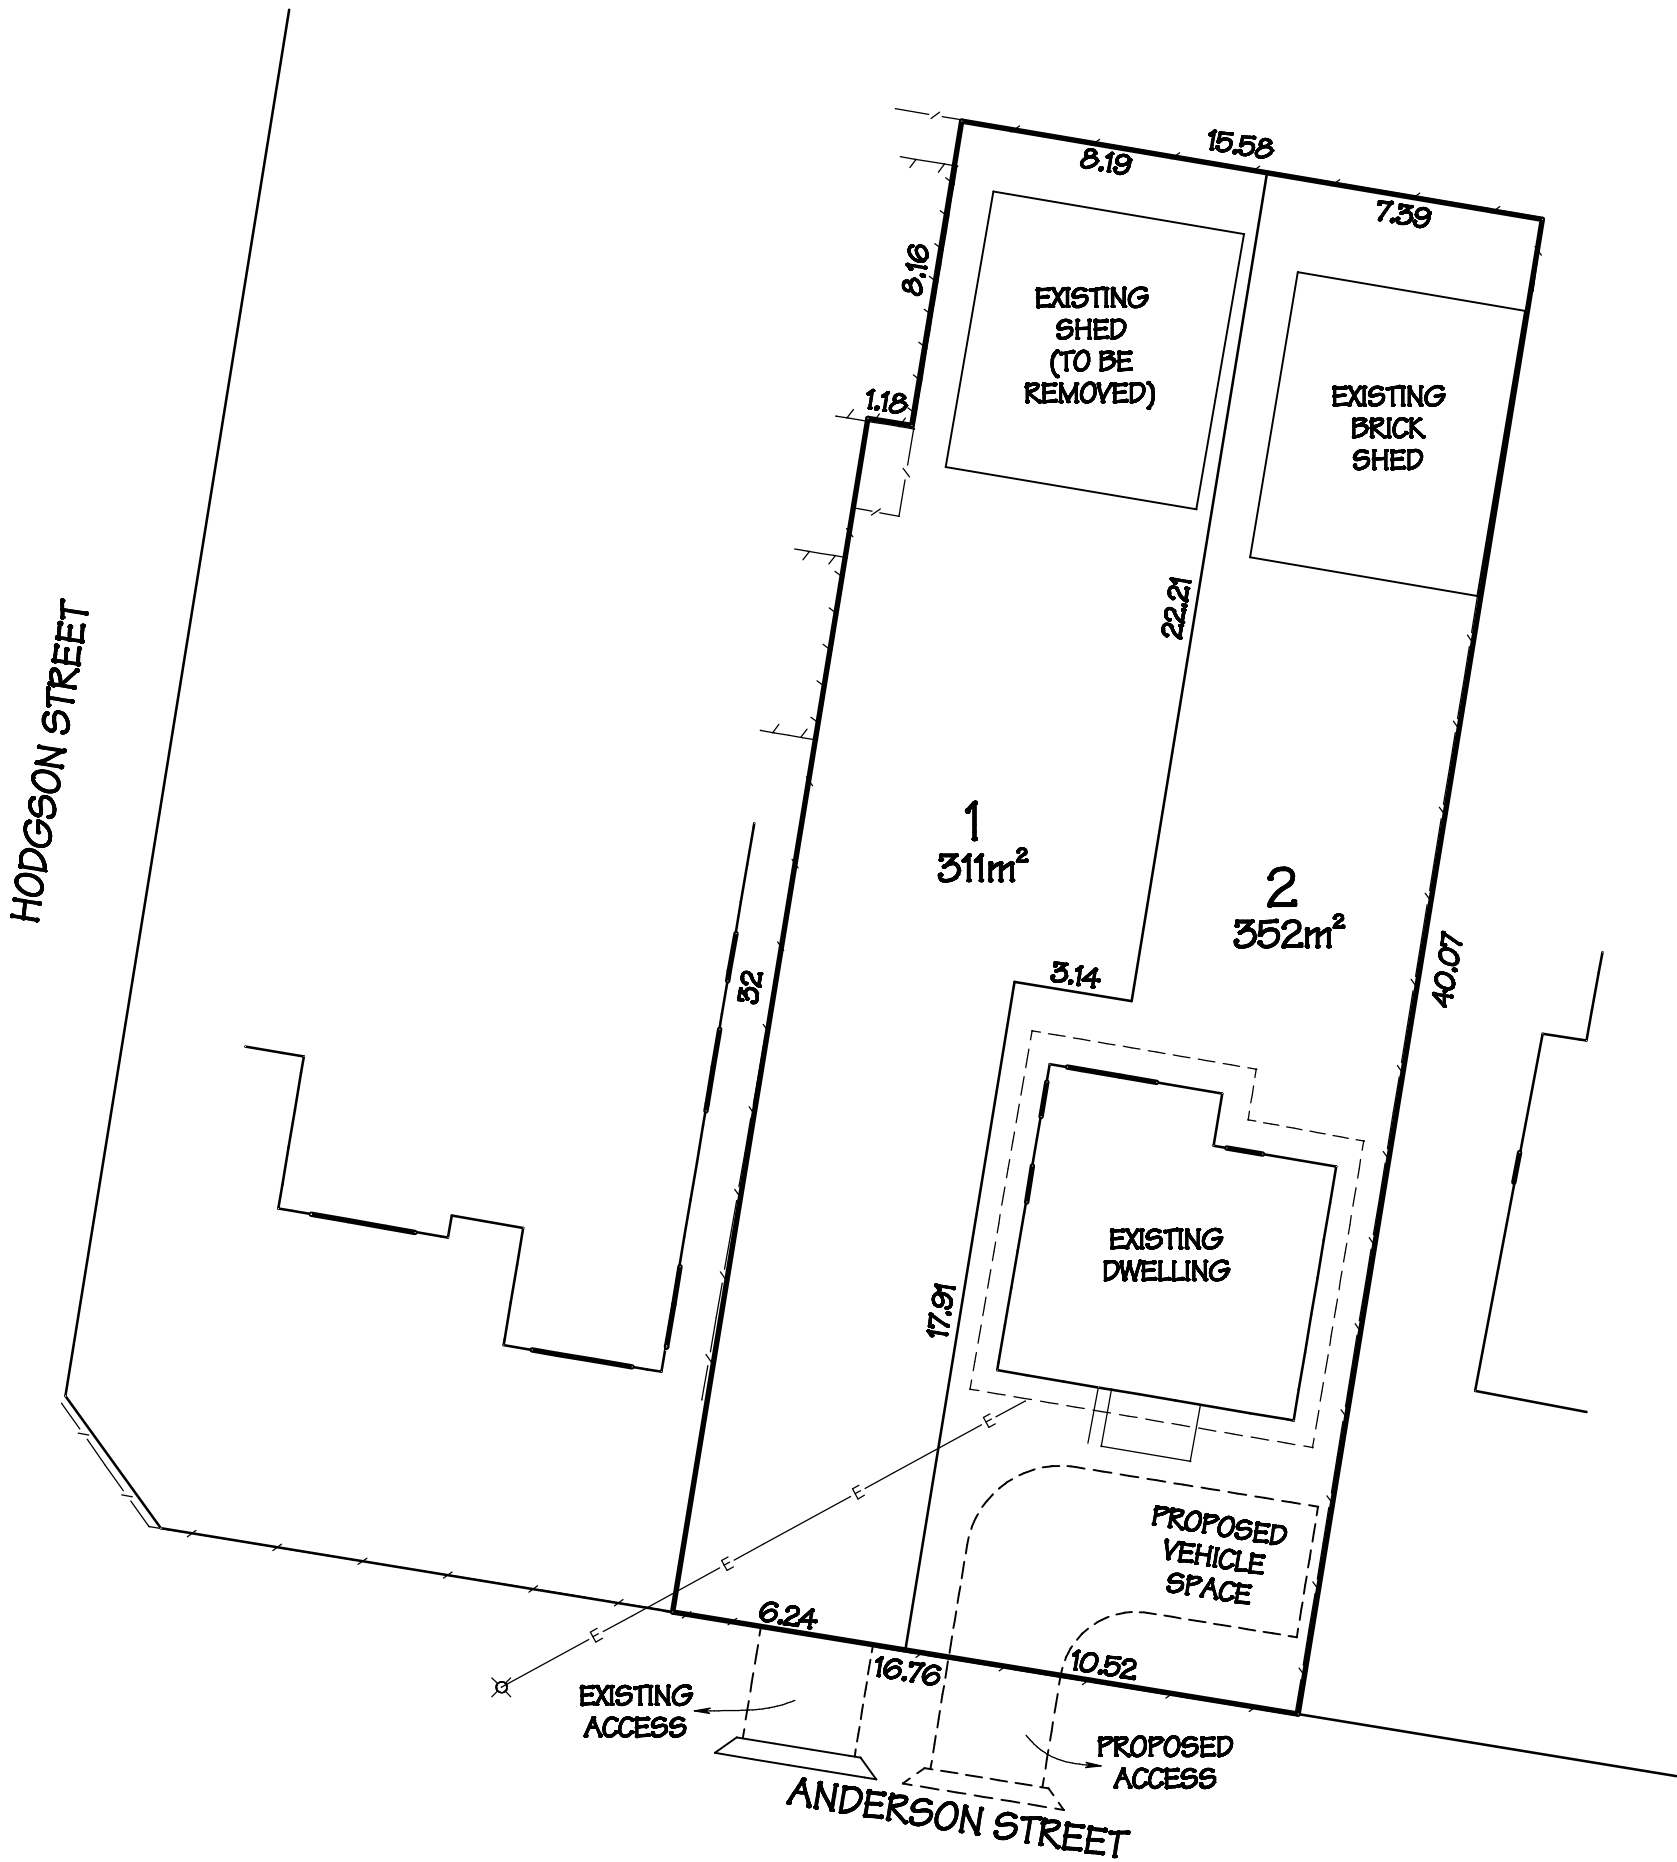 15.58
8.19
7.39
8.16
EXISTING
SHED
(TO BE
REMOVED)
1.18
EXISTING
BRICK
SHED
22.21
HODGSON STREET
1
311m²
2
352m²
32
3.14
40.07
EXISTING
DWELLING
17.91
E
E
E
E
PROPOSED
VEHICLE
SPACE
6.24
16.76
10.52
EXISTING
ACCESS
PROPOSED
ACCESS
ANDERSON STREET